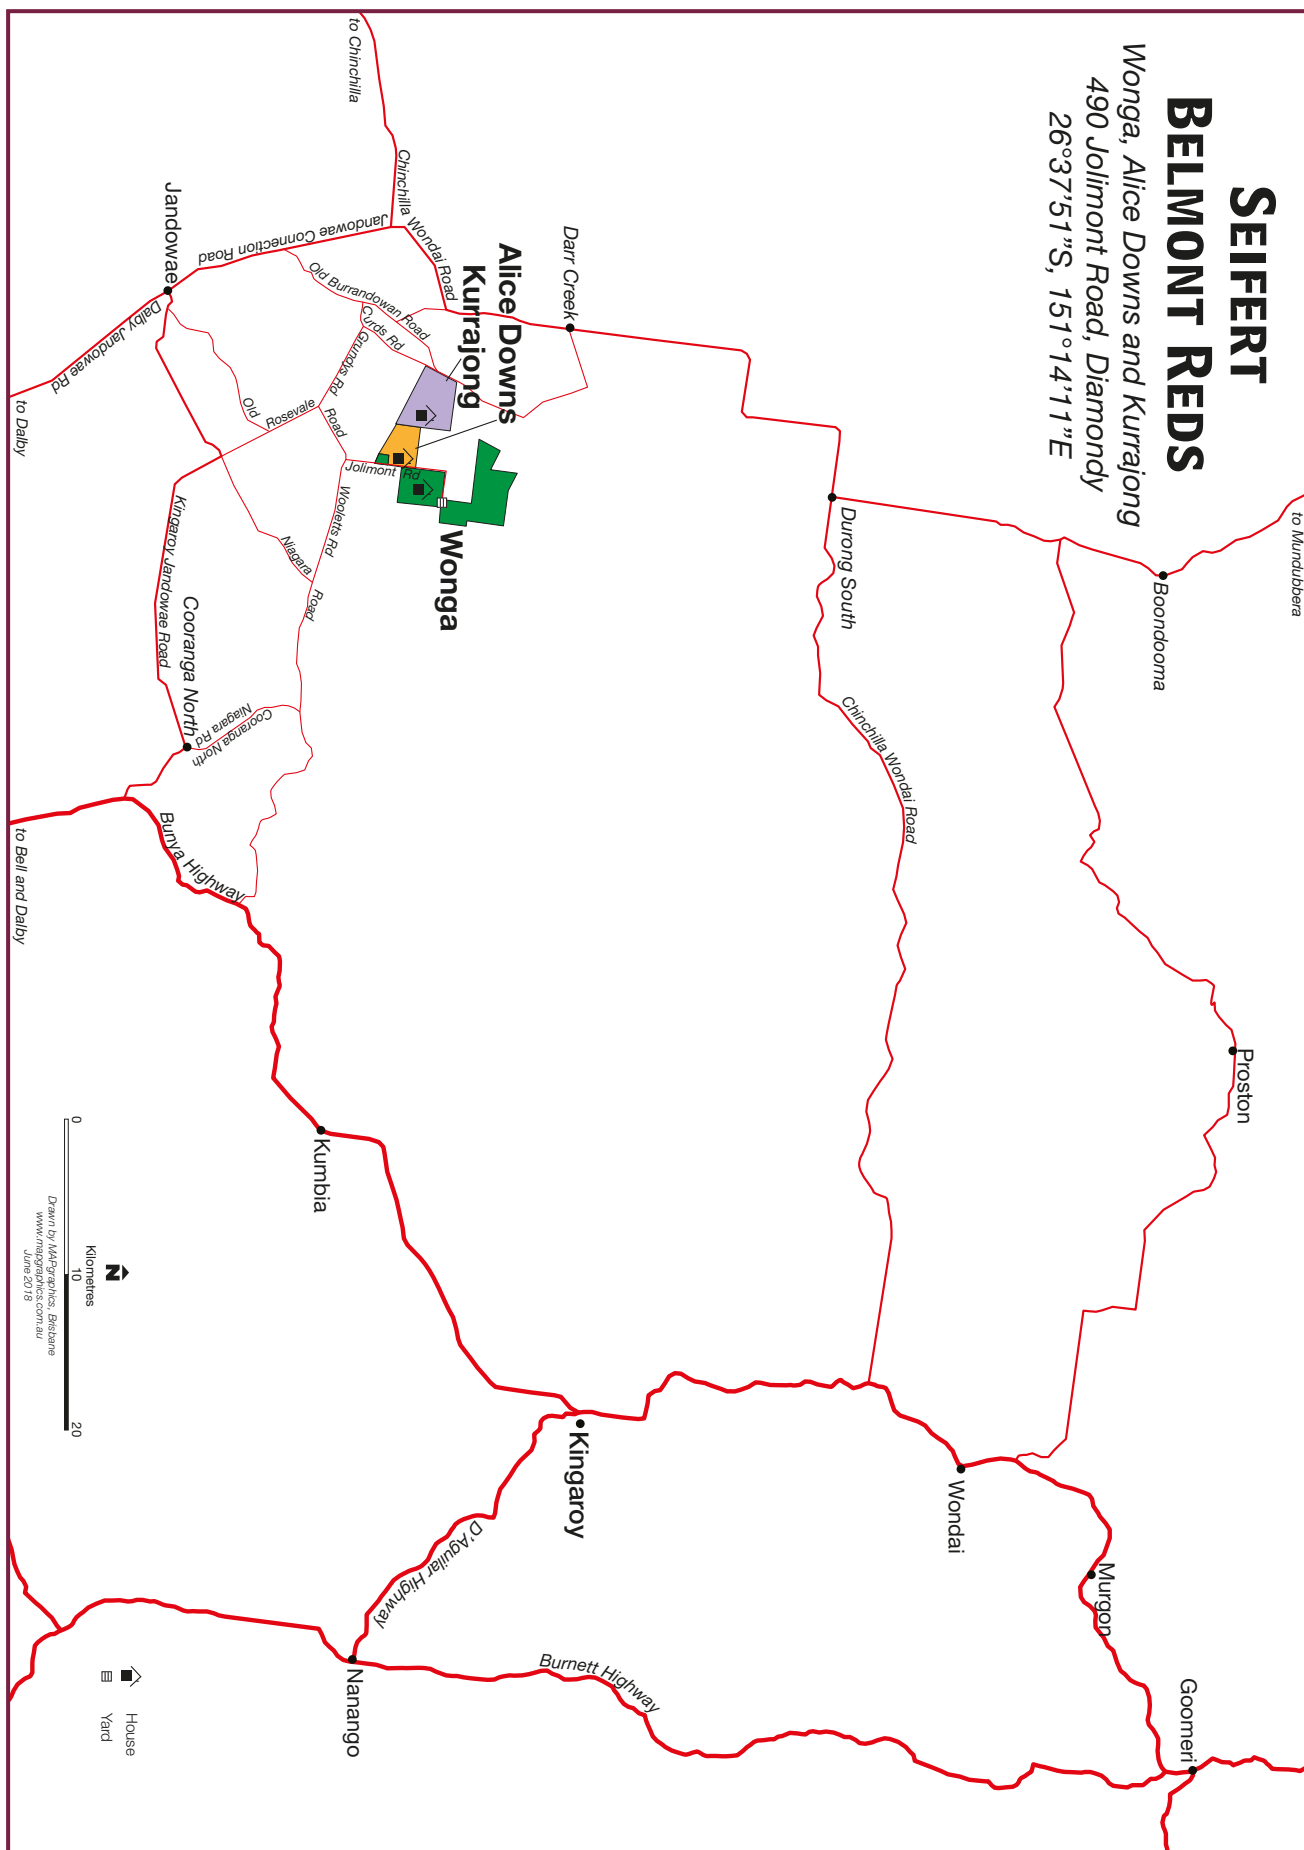 SEIFERT
BELMONT REDS
Wonga, Alice Downs and Kurrajong
490 Jolimont Road, Diamondy
26°37'51"S, 151°14'11"E
to Mundubbera
Boondooma
Proston
Goomeri
Murgon
Wondai
Durong South
Chinchilla Wondai Road
Darr Creek
Alice Downs
Kurrajong
Wonga
Chinchilla Wondai Road
to Chinchilla
Jandowae Connection Road
Old Burrandowan Road
Curds Rd
Grundys Rd
Road
Jolimont Rd
Wooletts Rd
Rosevale
Old
Niagara
Road
Jandowae
Dalby Jandowae Rd
to Dalby
Kingaroy Jandowae Road
Cooranga North
Cooranga North
Niagara Rd
Bunya Highway
to Bell and Dalby
Kumbia
Kingaroy
D'Aguilar Highway
Nanango
Burnett Highway
N
Kilometres
0
10
20
Drawn by MAPgraphics, Brisbane
www.mapgraphics.com.au
June 2018
House
Yard